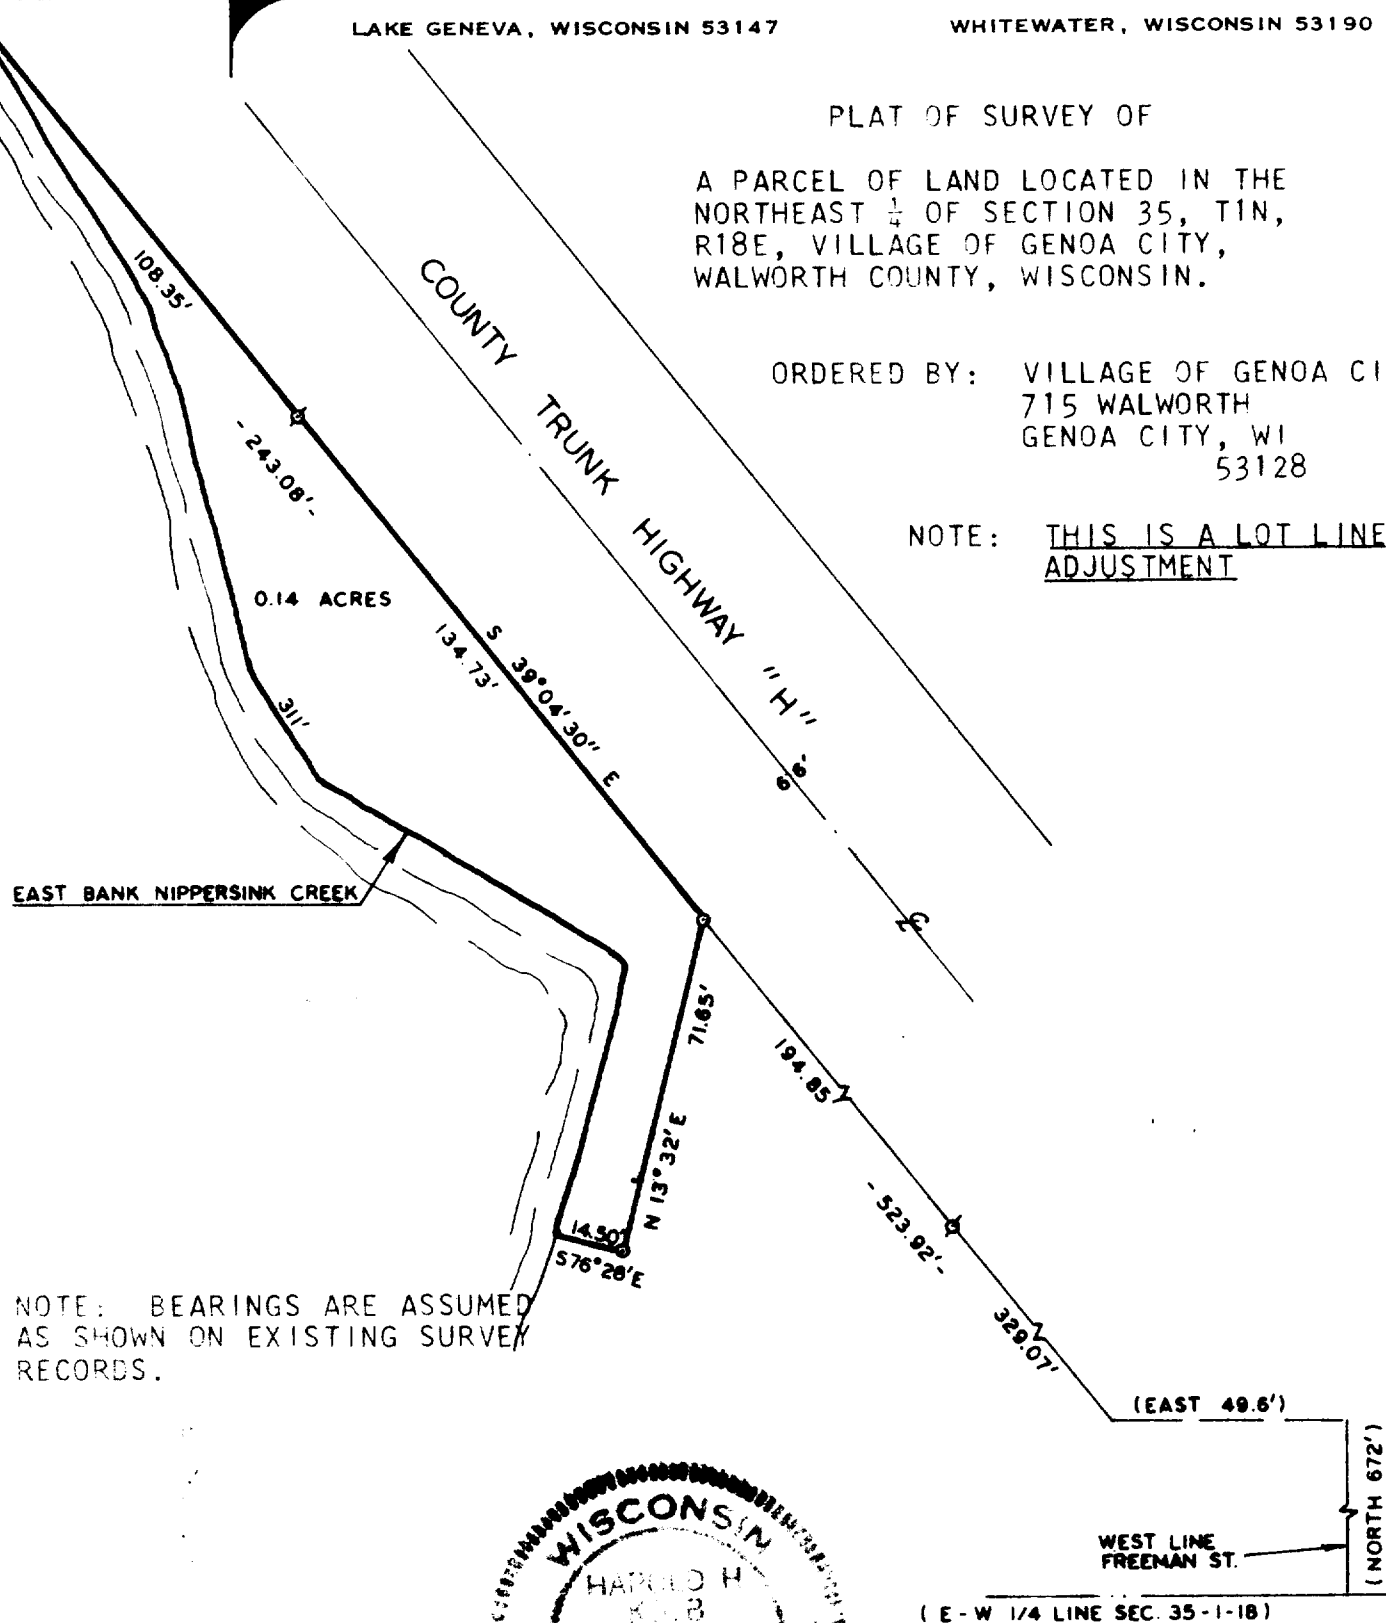 LAKE GENEVA, WISCONSIN 53147
WHITEWATER, WISCONSIN 53190
PLAT OF SURVEY OF
A PARCEL OF LAND LOCATED IN THE
NORTHEAST 1/4 OF SECTION 35, T1N,
R18E, VILLAGE OF GENOA CITY,
WALWORTH COUNTY, WISCONSIN.
ORDERED BY: VILLAGE OF GENOA CI
715 WALWORTH
GENOA CITY, WI
53128
NOTE: THIS IS A LOT LINE
ADJUSTMENT
COUNTY TRUNK HIGHWAY "H"
66'
℄
108.35'
-243.08'-
0.14 ACRES
S 39°04'30" E
134.73'
311'
EAST BANK NIPPERSINK CREEK
71.65'
N 13°32'E
14.50'
S76°28'E
194.85'
-523.92'-
329.07'
NOTE: BEARINGS ARE ASSUMED
AS SHOWN ON EXISTING SURVEY
RECORDS.
(EAST 49.6')
(NORTH 672')
WEST LINE
FREEMAN ST.
(E-W 1/4 LINE SEC. 35-1-18)
WISCONSIN
HAROLD H